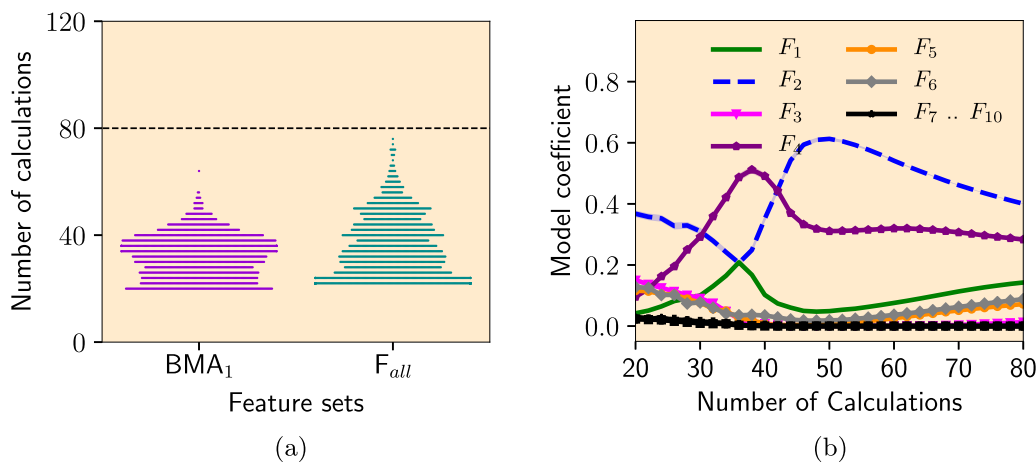 120
80
40
0
Number of calculations
BMA₁ Fₐₗₗ
Feature sets
(a)
F₁ F₅
F₂ F₆
F₃ F₇ .. F₁₀
F₄
0.8
0.6
0.4
0.2
0.0
Model coefficient
20 30 40 50 60 70 80
Number of Calculations
(b)